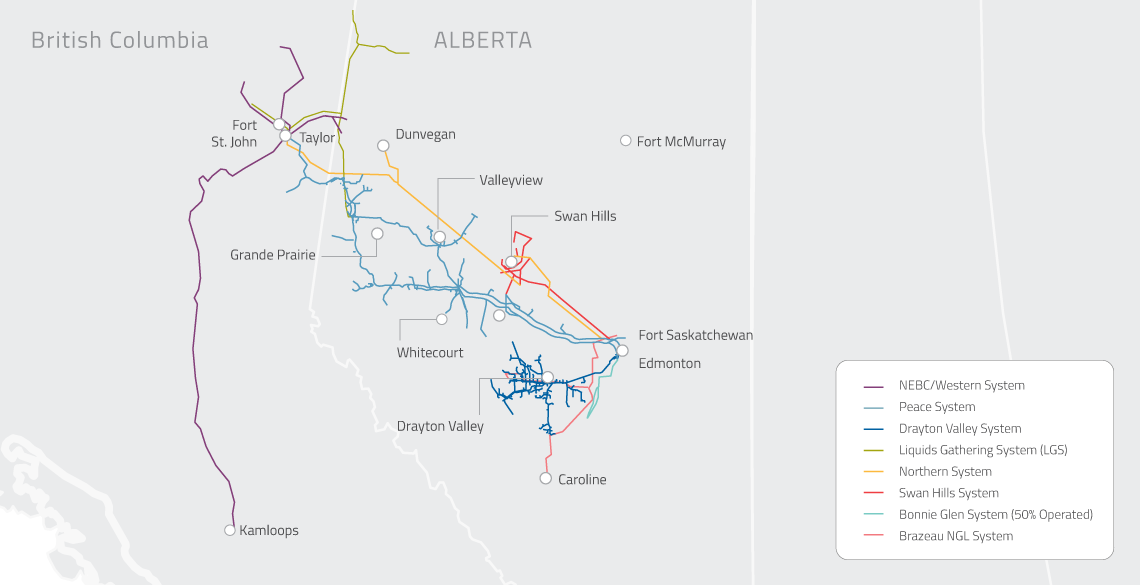 British Columbia
ALBERTA
Fort
St. John
Taylor
Dunvegan
Fort McMurray
Valleyview
Swan Hills
Grande Prairie
Fort Saskatchewan
Whitecourt
Edmonton
Drayton Valley
Caroline
Kamloops
NEBC/Western System
Peace System
Drayton Valley System
Liquids Gathering System (LGS)
Northern System
Swan Hills System
Bonnie Glen System (50% Operated)
Brazeau NGL System